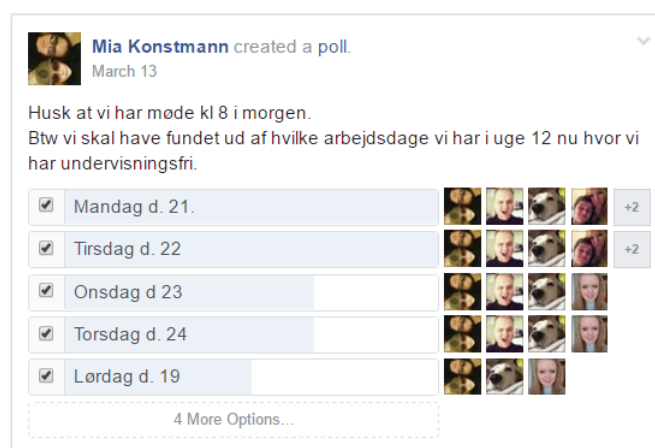 Mia Konstmann created a poll.
March 13
Husk at vi har møde kl 8 i morgen.
Btw vi skal have fundet ud af hvilke arbejdsdage vi har i uge 12 nu hvor vi
har undervisningsfri.
Mandag d. 21. +2
Tirsdag d. 22 +2
Onsdag d 23
Torsdag d. 24
Lørdag d. 19
4 More Options...